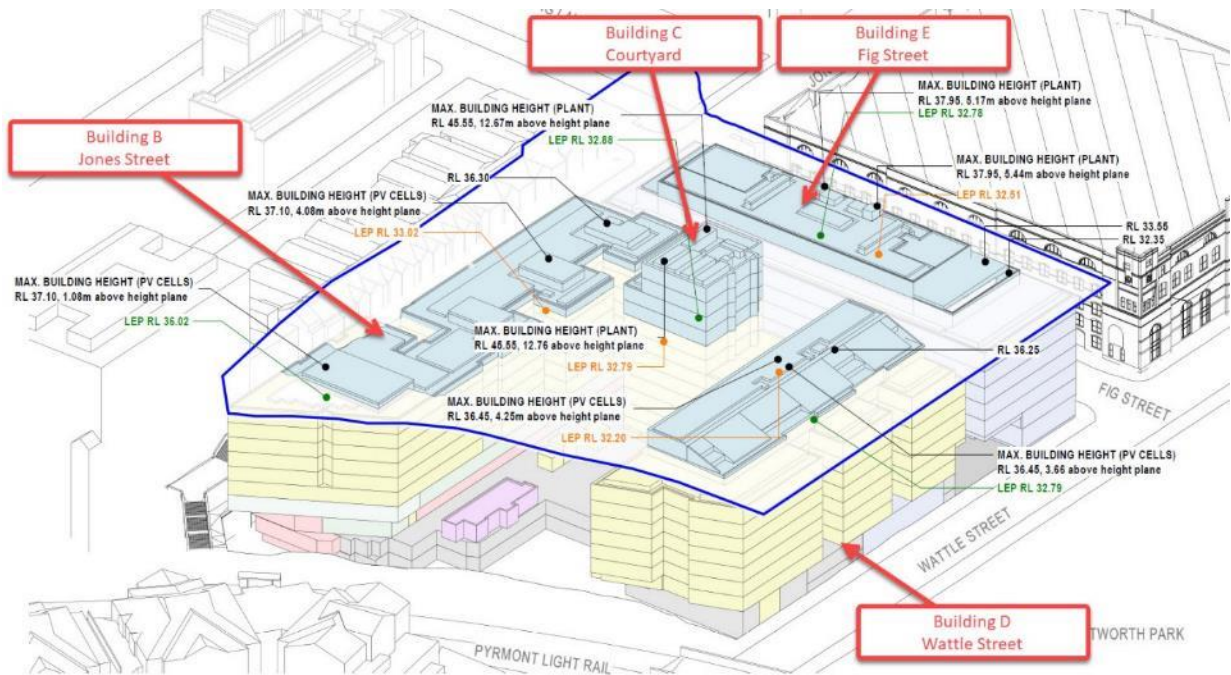 Building C
Courtyard
Building E
Fig Street
MAX. BUILDING HEIGHT (PLANT)
RL 37.95, 5.17m above height plane
LEP RL 32.78
MAX. BUILDING HEIGHT (PLANT)
RL 45.55, 12.67m above height plane
LEP RL 32.88
Building B
Jones Street
MAX. BUILDING HEIGHT (PLANT)
RL 37.95, 5.44m above height plane
LEP RL 32.51
RL 36.30
MAX. BUILDING HEIGHT (PV CELLS)
RL 37.10, 4.08m above height plane
LEP RL 33.02
RL 33.55
RL 32.35
MAX. BUILDING HEIGHT (PV CELLS)
RL 37.10, 1.08m above height plane
LEP RL 36.02
MAX. BUILDING HEIGHT (PLANT)
RL 45.55, 12.76 above height plane
LEP RL 32.79
RL 36.25
MAX. BUILDING HEIGHT (PV CELLS)
RL 36.45, 4.25m above height plane
LEP RL 32.20
FIG STREET
MAX. BUILDING HEIGHT (PV CELLS)
RL 36.45, 3.66 above height plane
LEP RL 32.79
WATTLE STREET
Building D
Wattle Street
TWORTH PARK
PYRMONT LIGHT RAIL